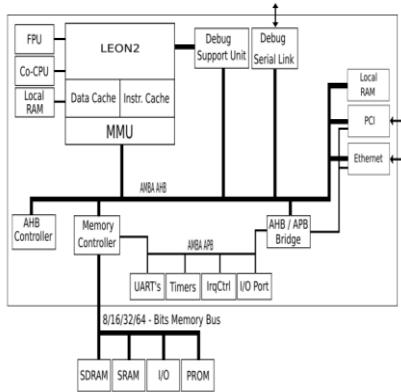 FPU
Co-CPU
Local
RAM
LEON2
Data Cache
Instr. Cache
MMU
Debug
Support Unit
Debug
Serial Link
Local
RAM
PCI
Ethernet
AMBA AHB
AHB
Controller
Memory
Controller
AHB / APB
Bridge
AMBA APB
UART's
Timers
IrqCtrl
I/O Port
8/16/32/64 - Bits Memory Bus
SDRAM
SRAM
I/O
PROM